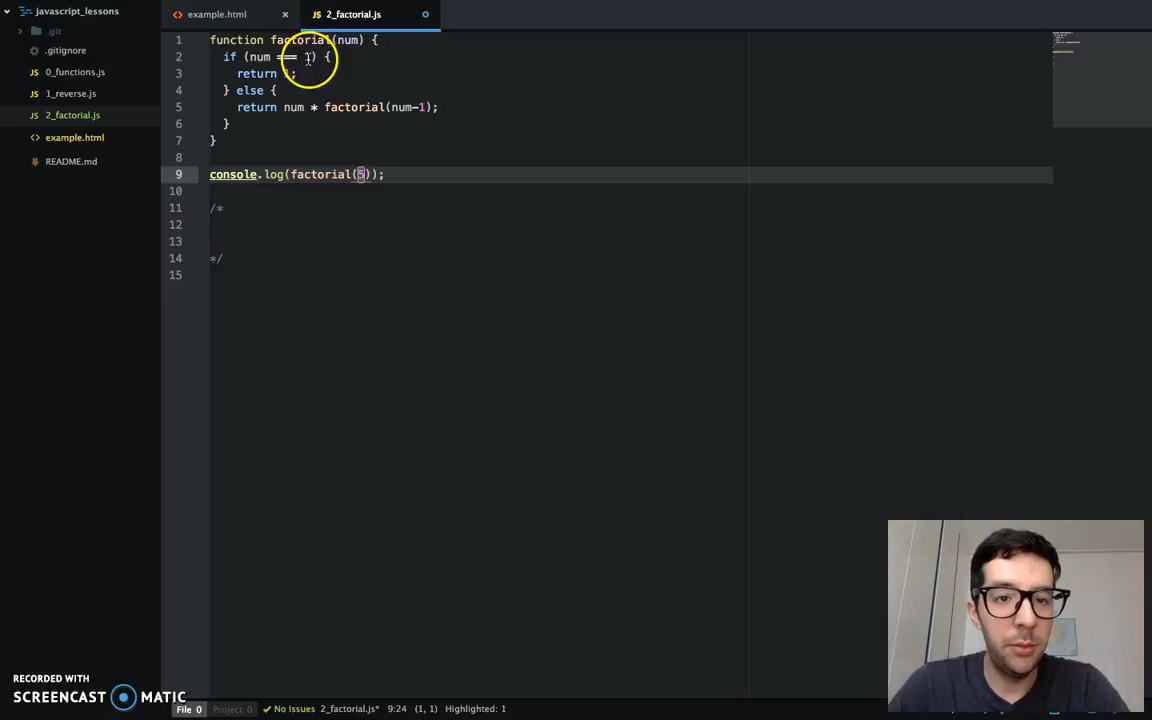 javascript_lessons
.git
.gitignore
0_functions.js
1_reverse.js
2_factorial.js
example.html
README.md
example.html
2_factorial.js
1 function factorial(num) {
2 if (num === 1) {
3 return 1;
4 } else {
5 return num * factorial(num-1);
6 }
7 }
8
9 console.log(factorial(5));
10
11 /*
12
13
14 */
15
RECORDED WITH
SCREENCAST MATIC
File 0 Project 0 No Issues 2_factorial.js* 9:24 (1, 1) Highlighted: 1